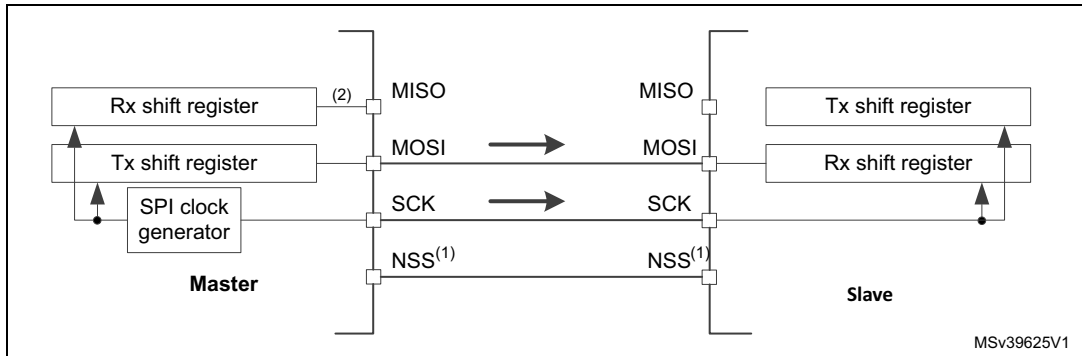 MISO
MISO
Rx shift register
(2)
Tx shift register
MOSI
MOSI
Tx shift register
Rx shift register
SPI clock
generator
SCK
SCK
NSS(1)
NSS(1)
Master
Slave
MSv39625V1